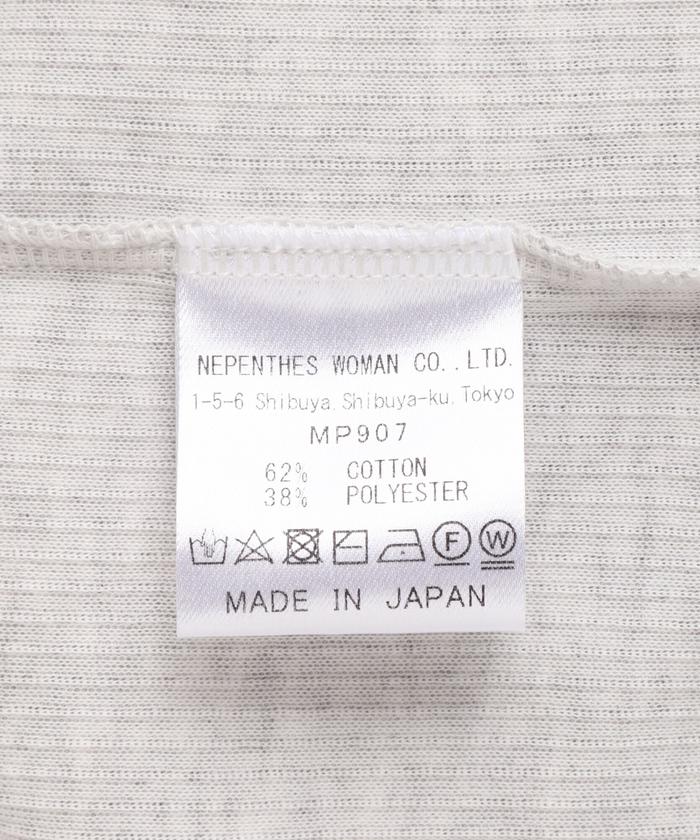 NEPENTHES WOMAN CO.,LTD.
1-5-6 Shibuya, Shibuya-ku, Tokyo
MP907
62% COTTON
38% POLYESTER
F W
MADE IN JAPAN